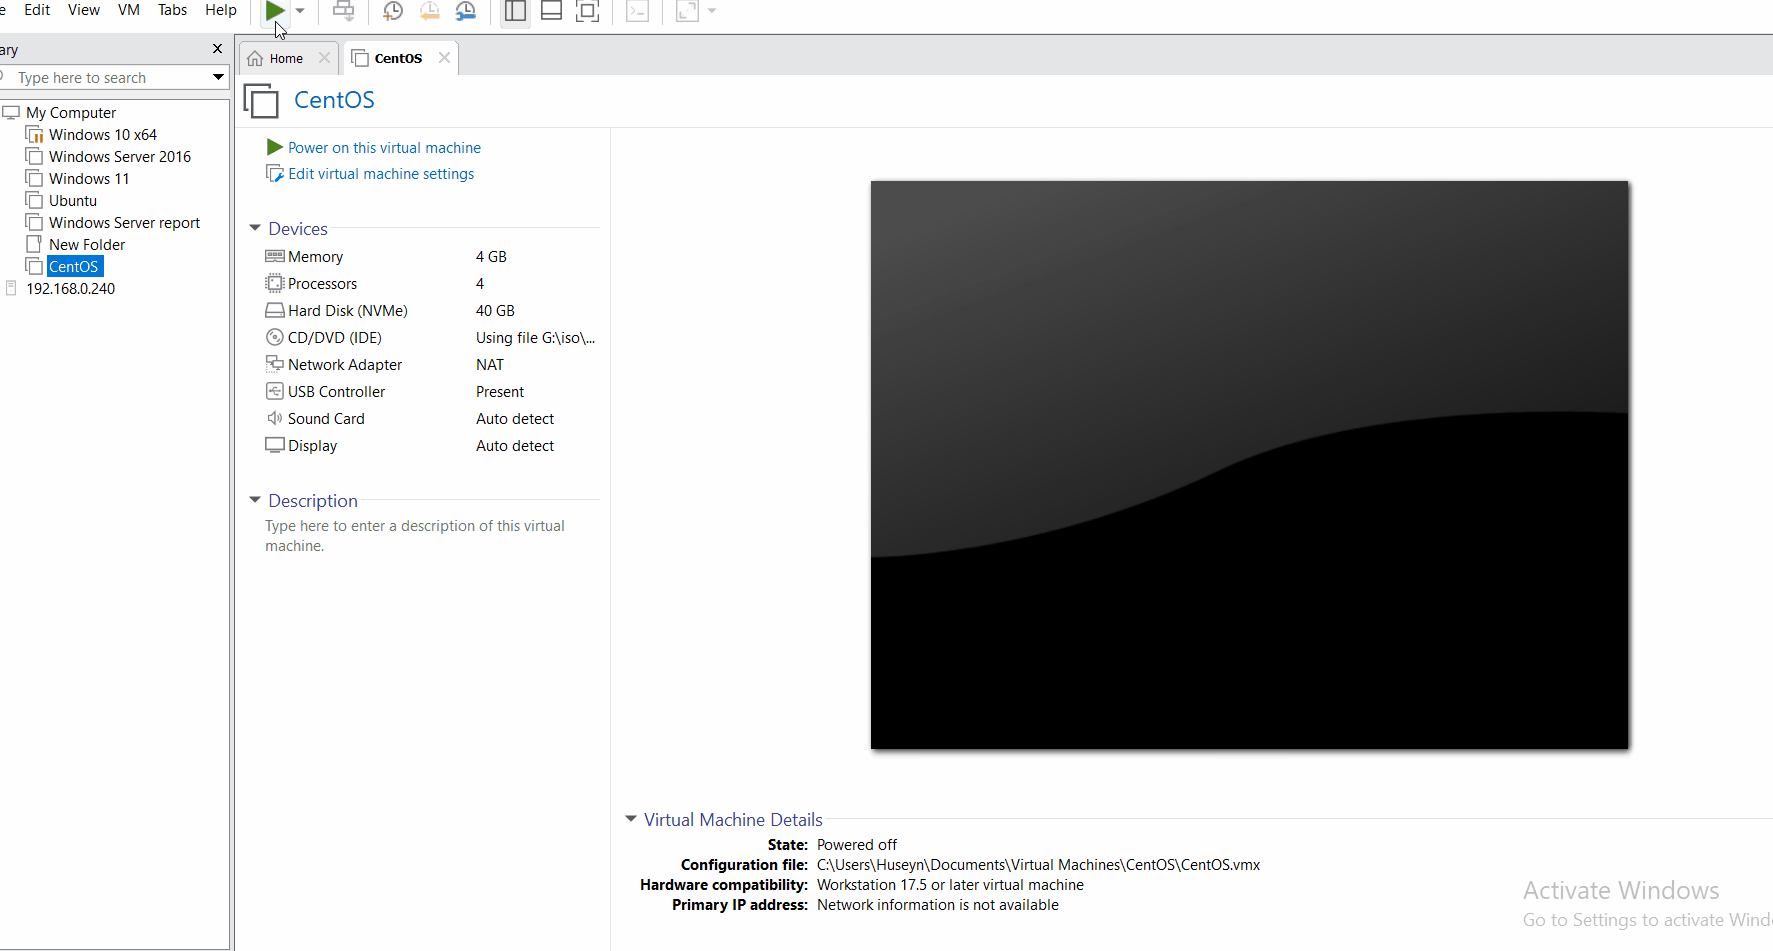 Edit View VM Tabs Help
ary
Type here to search
My Computer
Windows 10 x64
Windows Server 2016
Windows 11
Ubuntu
Windows Server report
New Folder
CentOS
192.168.0.240
Home
CentOS
CentOS
Power on this virtual machine
Edit virtual machine settings
Devices
Memory 4 GB
Processors 4
Hard Disk (NVMe) 40 GB
CD/DVD (IDE) Using file G:\iso\...
Network Adapter NAT
USB Controller Present
Sound Card Auto detect
Display Auto detect
Description
Type here to enter a description of this virtual
machine.
Virtual Machine Details
State: Powered off
Configuration file: C:\Users\Huseyn\Documents\Virtual Machines\CentOS\CentOS.vmx
Hardware compatibility: Workstation 17.5 or later virtual machine
Primary IP address: Network information is not available
Activate Windows
Go to Settings to activate Wind